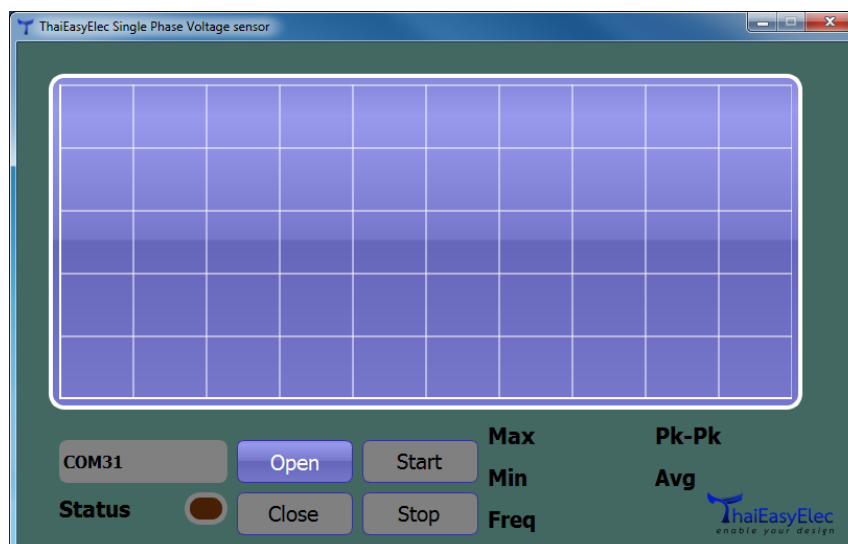 ThaiEasyElec Single Phase Voltage sensor
COM31
Open
Start
Max
Pk-Pk
Min
Avg
Status
Close
Stop
Freq
ThaiEasyElec
enable your design